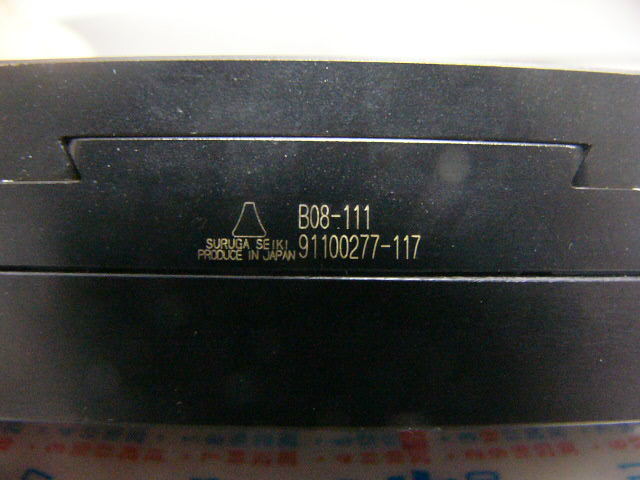 B08-111
SURUGA SEIKI
PRODUCE IN JAPAN
91100277-117